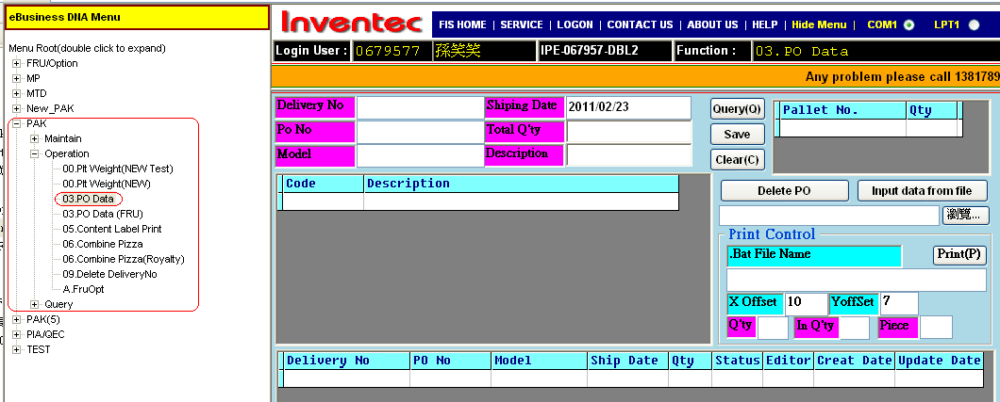 eBusiness DNA Menu
Menu Root(double click to expand)
FRU/Option
MP
MTD
New_PAK
PAK
Maintain
Operation
00.Plt Weight(NEW Test)
00.Plt Weight(NEW)
03.PO Data
03.PO Data (FRU)
05.Content Label Print
06.Combine Pizza
06.Combine Pizza(Royalty)
09.Delete DeliveryNo
A.FruOpt
Query
PAK(5)
PIA/QEC
TEST
Inventec
FIS HOME | SERVICE | LOGON | CONTACT US | ABOUT US | HELP | Hide Menu | COM1 LPT1
Login User : 0679577 孫笑笑 IPE-067957-DBL2 Function : 03.PO Data
Any problem please call 1381789
Delivery No Shiping Date 2011/02/23 Query(Q)
Po No Total Q'ty Save
Model Description Clear(C)
Pallet No. Qty
Code Description
Delete PO Input data from file
瀏覽...
Print Control
.Bat File Name Print(P)
X Offset 10 YoffSet 7
Q'ty In Q'ty Piece
Delivery No PO No Model Ship Date Qty Status Editor Creat Date Update Date